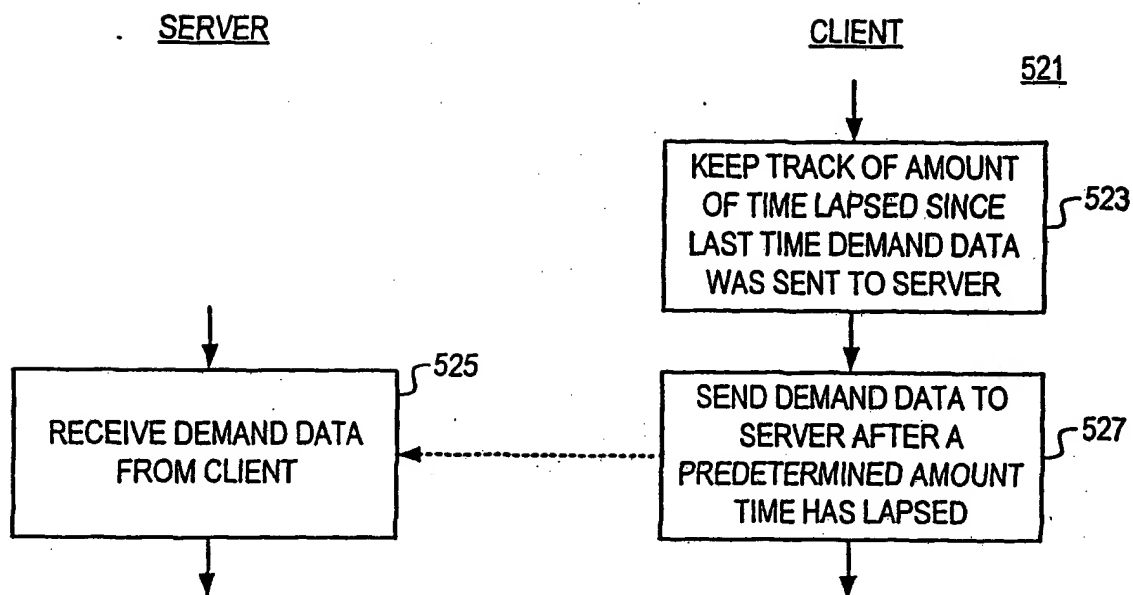 SERVER
CLIENT
521
KEEP TRACK OF AMOUNT
OF TIME LAPSED SINCE
LAST TIME DEMAND DATA
WAS SENT TO SERVER
523
525
RECEIVE DEMAND DATA
FROM CLIENT
SEND DEMAND DATA TO
SERVER AFTER A
PREDETERMINED AMOUNT
TIME HAS LAPSED
527